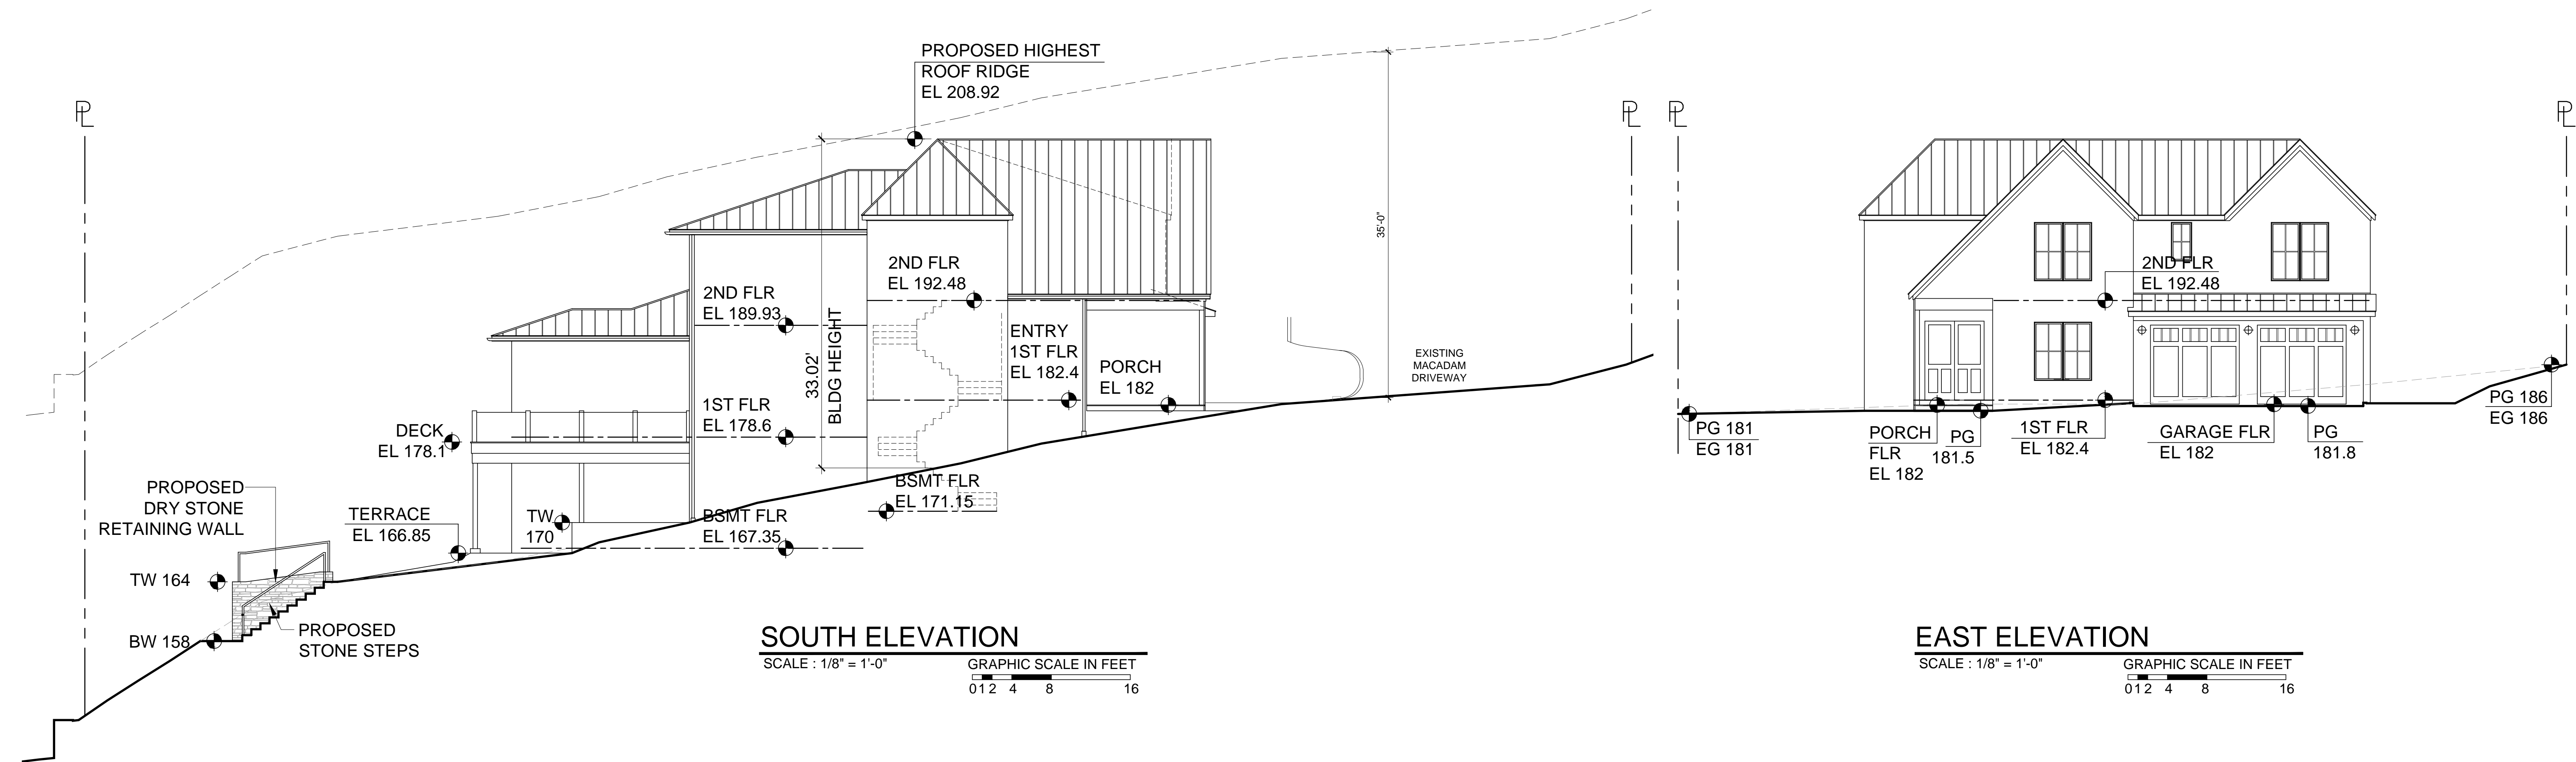 PROPOSED HIGHEST
ROOF RIDGE
EL 208.92
PL
PL
PL
PL
35'-0"
2ND FLR
EL 192.48
2ND FLR
EL 189.93
33.02'
BLDG HEIGHT
ENTRY
1ST FLR
EL 182.4
PORCH
EL 182
EXISTING
MACADAM
DRIVEWAY
1ST FLR
EL 178.6
DECK
EL 178.1
BSMT FLR
EL 171.15
PROPOSED
DRY STONE
RETAINING WALL
TERRACE
EL 166.85
TW
170
BSMT FLR
EL 167.35
TW 164
BW 158
PROPOSED
STONE STEPS
SOUTH ELEVATION
SCALE : 1/8" = 1'-0"
GRAPHIC SCALE IN FEET
0 1 2 4 8 16
2ND FLR
EL 192.48
PG 181
EG 181
PORCH
FLR
EL 182
PG
181.5
1ST FLR
EL 182.4
GARAGE FLR
EL 182
PG
181.8
PG 186
EG 186
EAST ELEVATION
SCALE : 1/8" = 1'-0"
GRAPHIC SCALE IN FEET
0 1 2 4 8 16